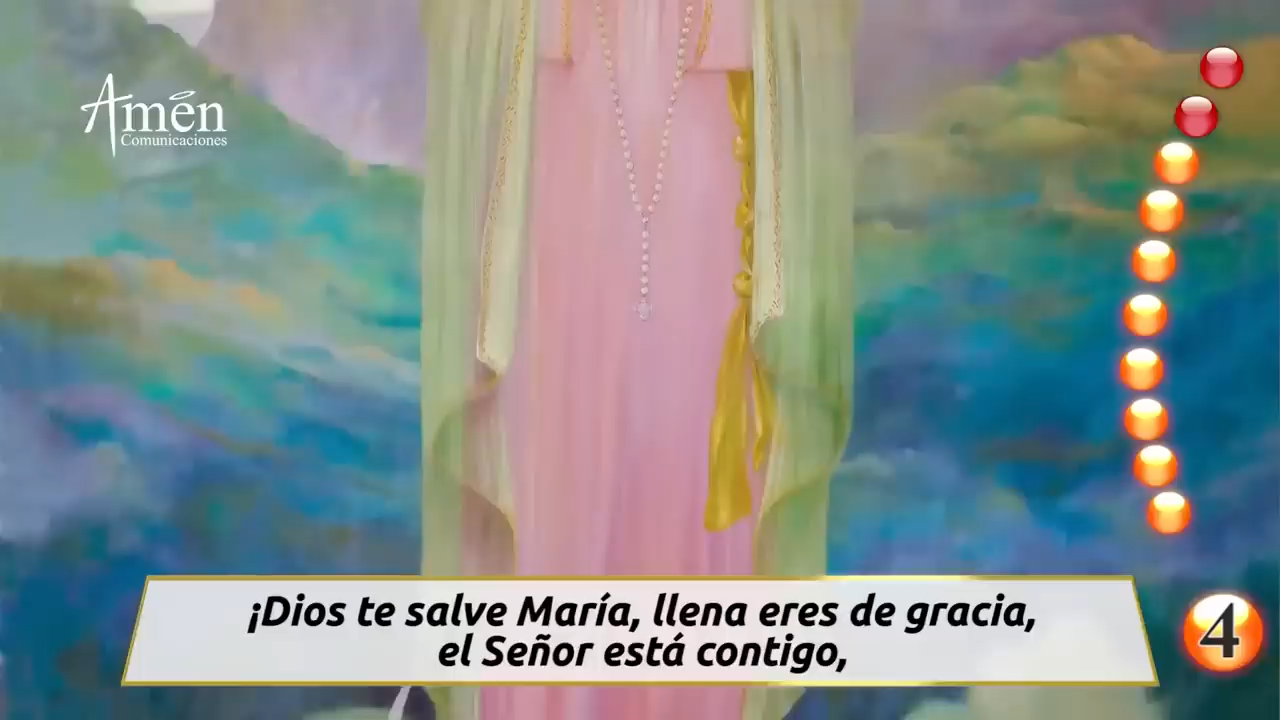 Amén
Comunicaciones
¡Dios te salve María, llena eres de gracia,
el Señor está contigo,
4